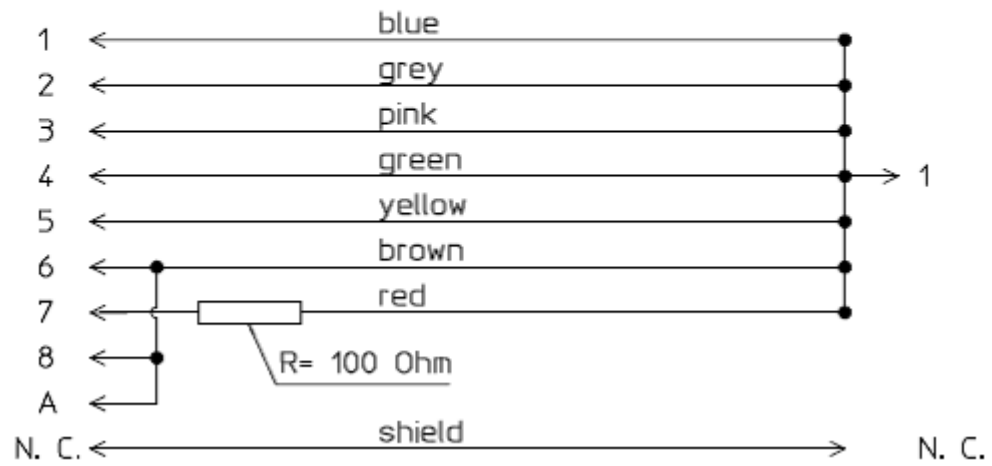 blue
1
grey
2
pink
3
green
4 1
yellow
5
brown
6
red
7
8 R= 100 Ohm
A
shield
N. C. N. C.